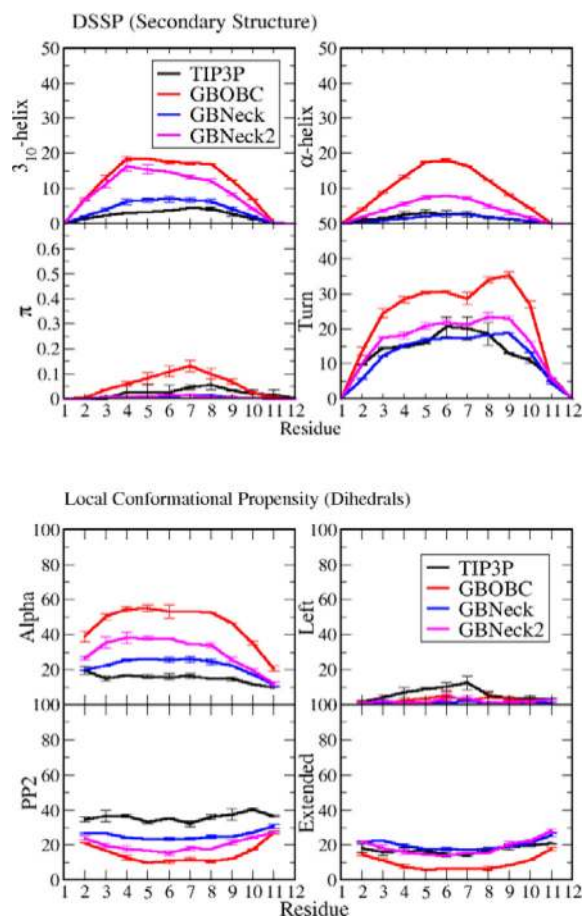 DSSP (Secondary Structure)
50
40
30
20
10
0
3₁₀-helix
TIP3P
GBOBC
GBNeck
GBNeck2
50
40
30
20
10
50
α-helix
0.6
0.5
0.4
0.3
0.2
0.1
0
π
40
30
20
10
0
Turn
1 2 3 4 5 6 7 8 9 10 11 12
1 2 3 4 5 6 7 8 9 10 11 12
Residue
Local Conformational Propensity (Dihedrals)
100
80
60
40
20
100
Alpha
100
80
60
40
20
100
Left
TIP3P
GBOBC
GBNeck
GBNeck2
80
60
40
20
0
PP2
80
60
40
20
0
Extended
1 2 3 4 5 6 7 8 9 10 11 12
1 2 3 4 5 6 7 8 9 10 11 12
Residue